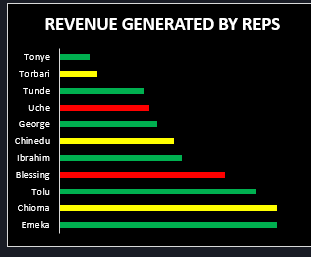 REVENUE GENERATED BY REPS
Tonye
Torbari
Tunde
Uche
George
Chinedu
Ibrahim
Blessing
Tolu
Chioma
Emeka